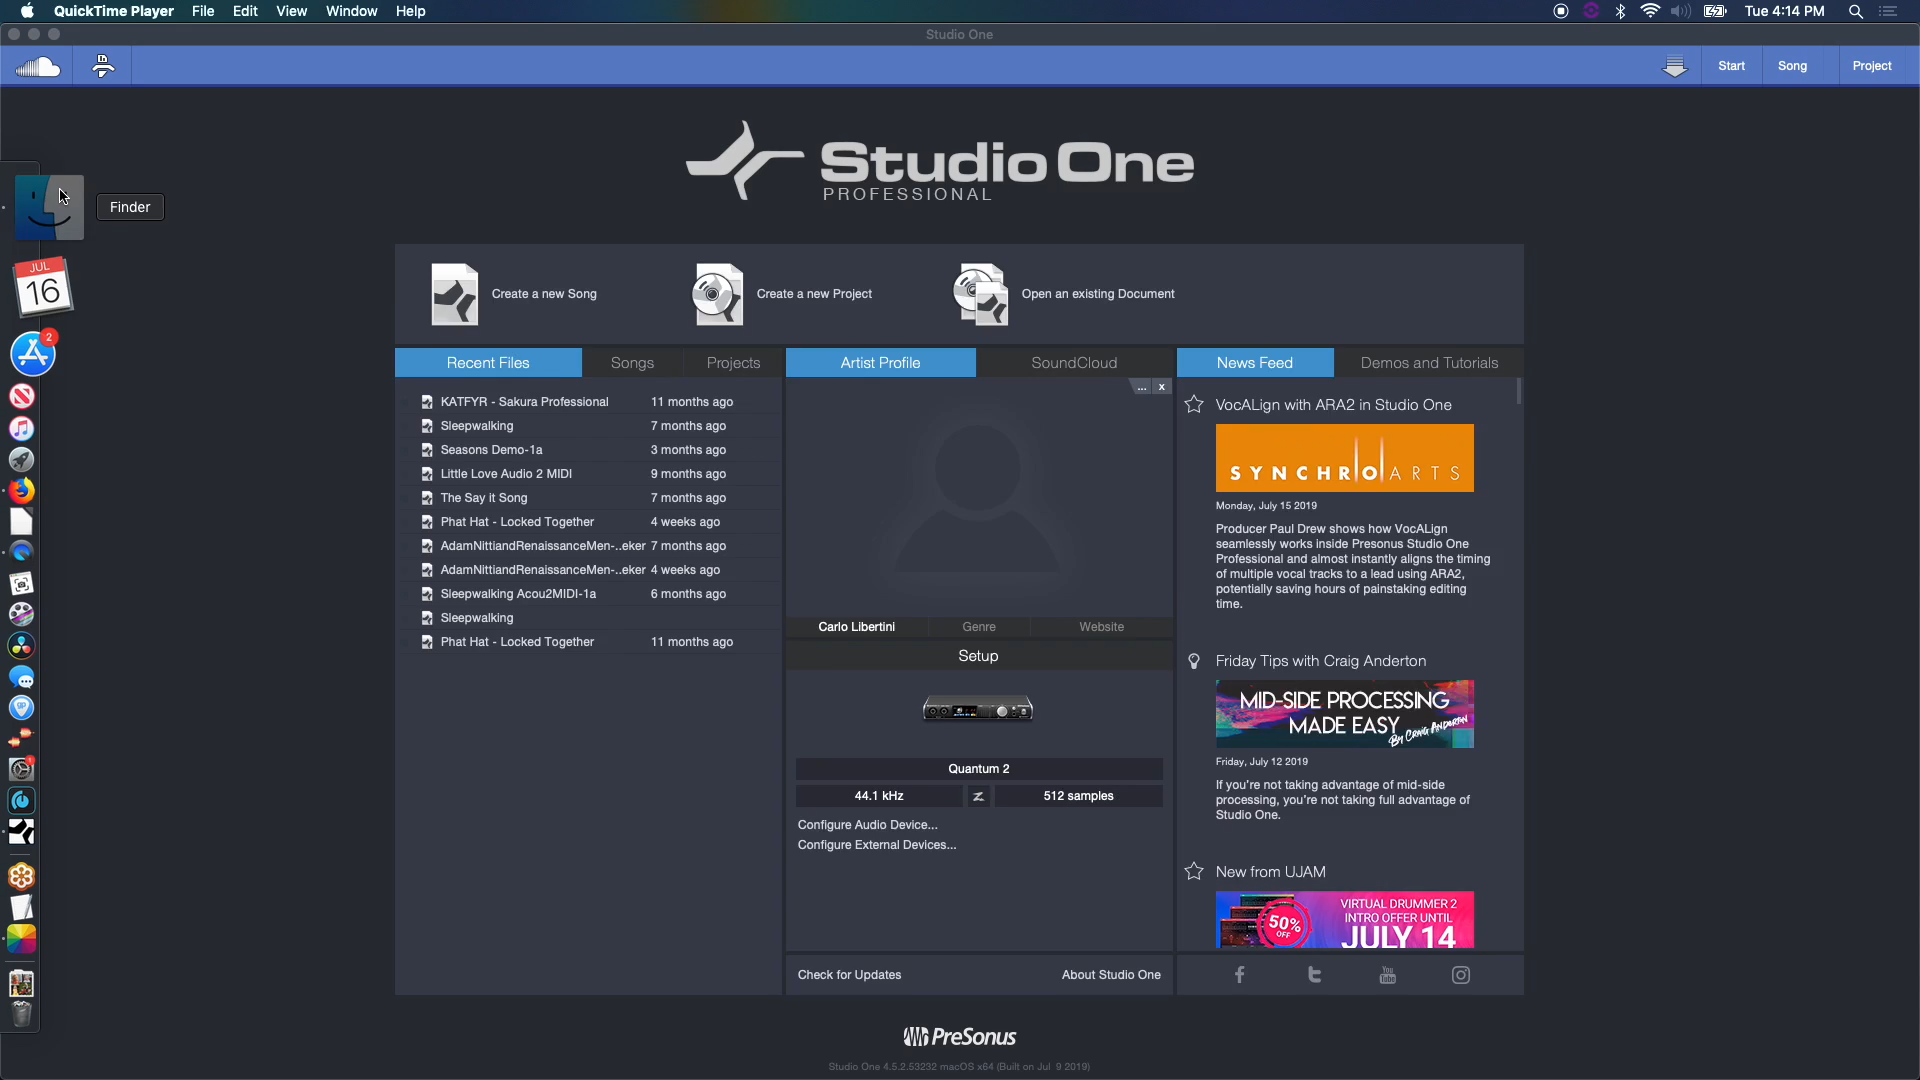 QuickTime Player File Edit View Window Help Tue 4:14 PM
Studio One
Start Song Project
Studio One
PROFESSIONAL
Finder
JUL
16
2
Create a new Song Create a new Project Open an existing Document
Recent Files Songs Projects
KATFYR - Sakura Professional 11 months ago
Sleepwalking 7 months ago
Seasons Demo-1a 3 months ago
Little Love Audio 2 MIDI 9 months ago
The Say it Song 7 months ago
Phat Hat - Locked Together 4 weeks ago
AdamNittiandRenaissanceMen-..eker 7 months ago
AdamNittiandRenaissanceMen-..eker 4 weeks ago
Sleepwalking Acou2MIDI-1a 6 months ago
Sleepwalking
Phat Hat - Locked Together 11 months ago
Artist Profile SoundCloud
... x
Carlo Libertini Genre Website
Setup
Quantum 2
44.1 kHz 512 samples
Configure Audio Device...
Configure External Devices...
Check for Updates About Studio One
News Feed Demos and Tutorials
VocALign with ARA2 in Studio One
SYNCHRO ARTS
Monday, July 15 2019
Producer Paul Drew shows how VocALign
seamlessly works inside Presonus Studio One
Professional and almost instantly aligns the timing
of multiple vocal tracks to a lead using ARA2,
potentially saving hours of painstaking editing
time.
Friday Tips with Craig Anderton
MID-SIDE PROCESSING
MADE EASY
By Craig Anderton
Friday, July 12 2019
If you're not taking advantage of mid-side
processing, you're not taking full advantage of
Studio One.
New from UJAM
50%
OFF
VIRTUAL DRUMMER 2
INTRO OFFER UNTIL
JULY 14
You
Tube
1
PreSonus
Studio One 4.5.2.53232 macOS x64 (Built on Jul 9 2019)